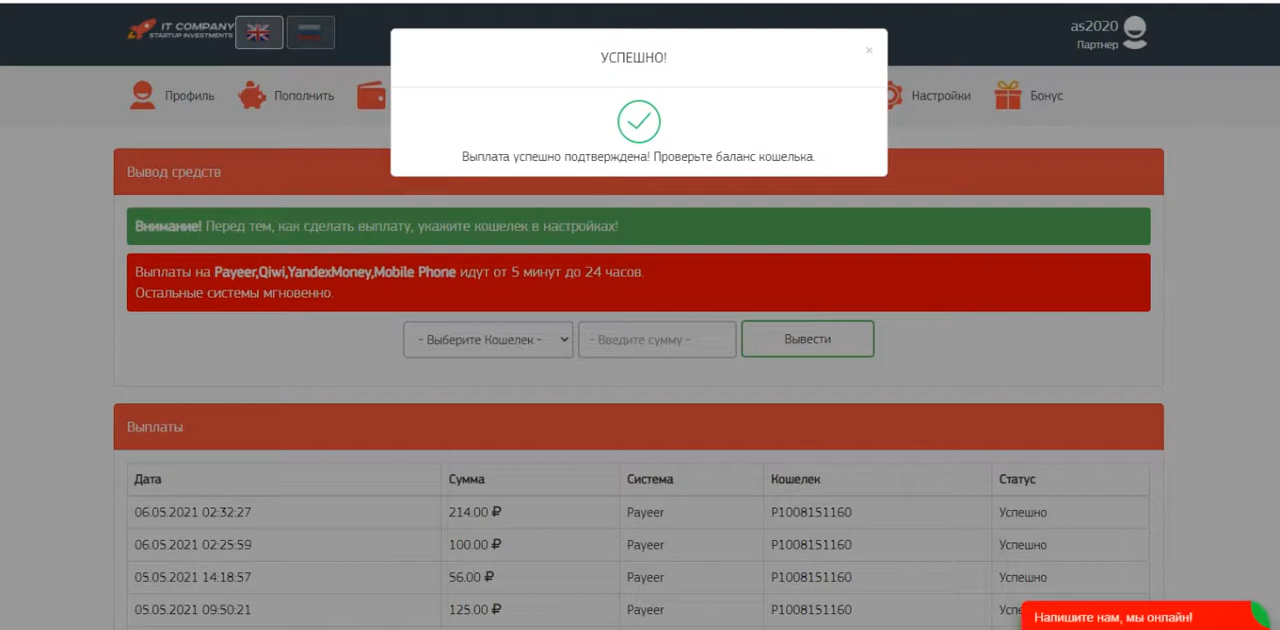 IT COMPANY
STARTUP INVESTMENTS
as2020
Партнер
УСПЕШНО!
×
Выплата успешно подтверждена! Проверьте баланс кошелька.
Профиль
Пополнить
Настройки
Бонус
Вывод средств
Внимание! Перед тем, как сделать выплату, укажите кошелек в настройках!
Выплаты на Payeer,Qiwi,YandexMoney,Mobile Phone идут от 5 минут до 24 часов.
Остальные системы мгновенно.
- Выберите Кошелек - - Введите сумму - Вывести
Выплаты
Дата Сумма Система Кошелек Статус
06.05.2021 02:32:27 214.00 ₽ Payeer P1008151160 Успешно
06.05.2021 02:25:59 100.00 ₽ Payeer P1008151160 Успешно
05.05.2021 14:18:57 56.00 ₽ Payeer P1008151160 Успешно
05.05.2021 09:50:21 125.00 ₽ Payeer P1008151160
Напишите нам, мы онлайн!